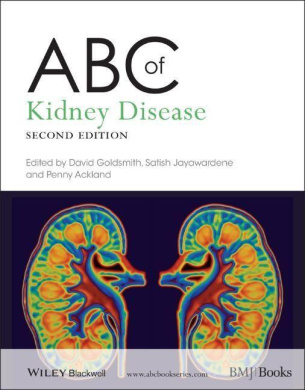 ABC of
Kidney Disease
SECOND EDITION
Edited by David Goldsmith, Satish Jayawardene
and Penny Ackland
WILEY Blackwell
www.abcbookseries.com
BMJ|Books